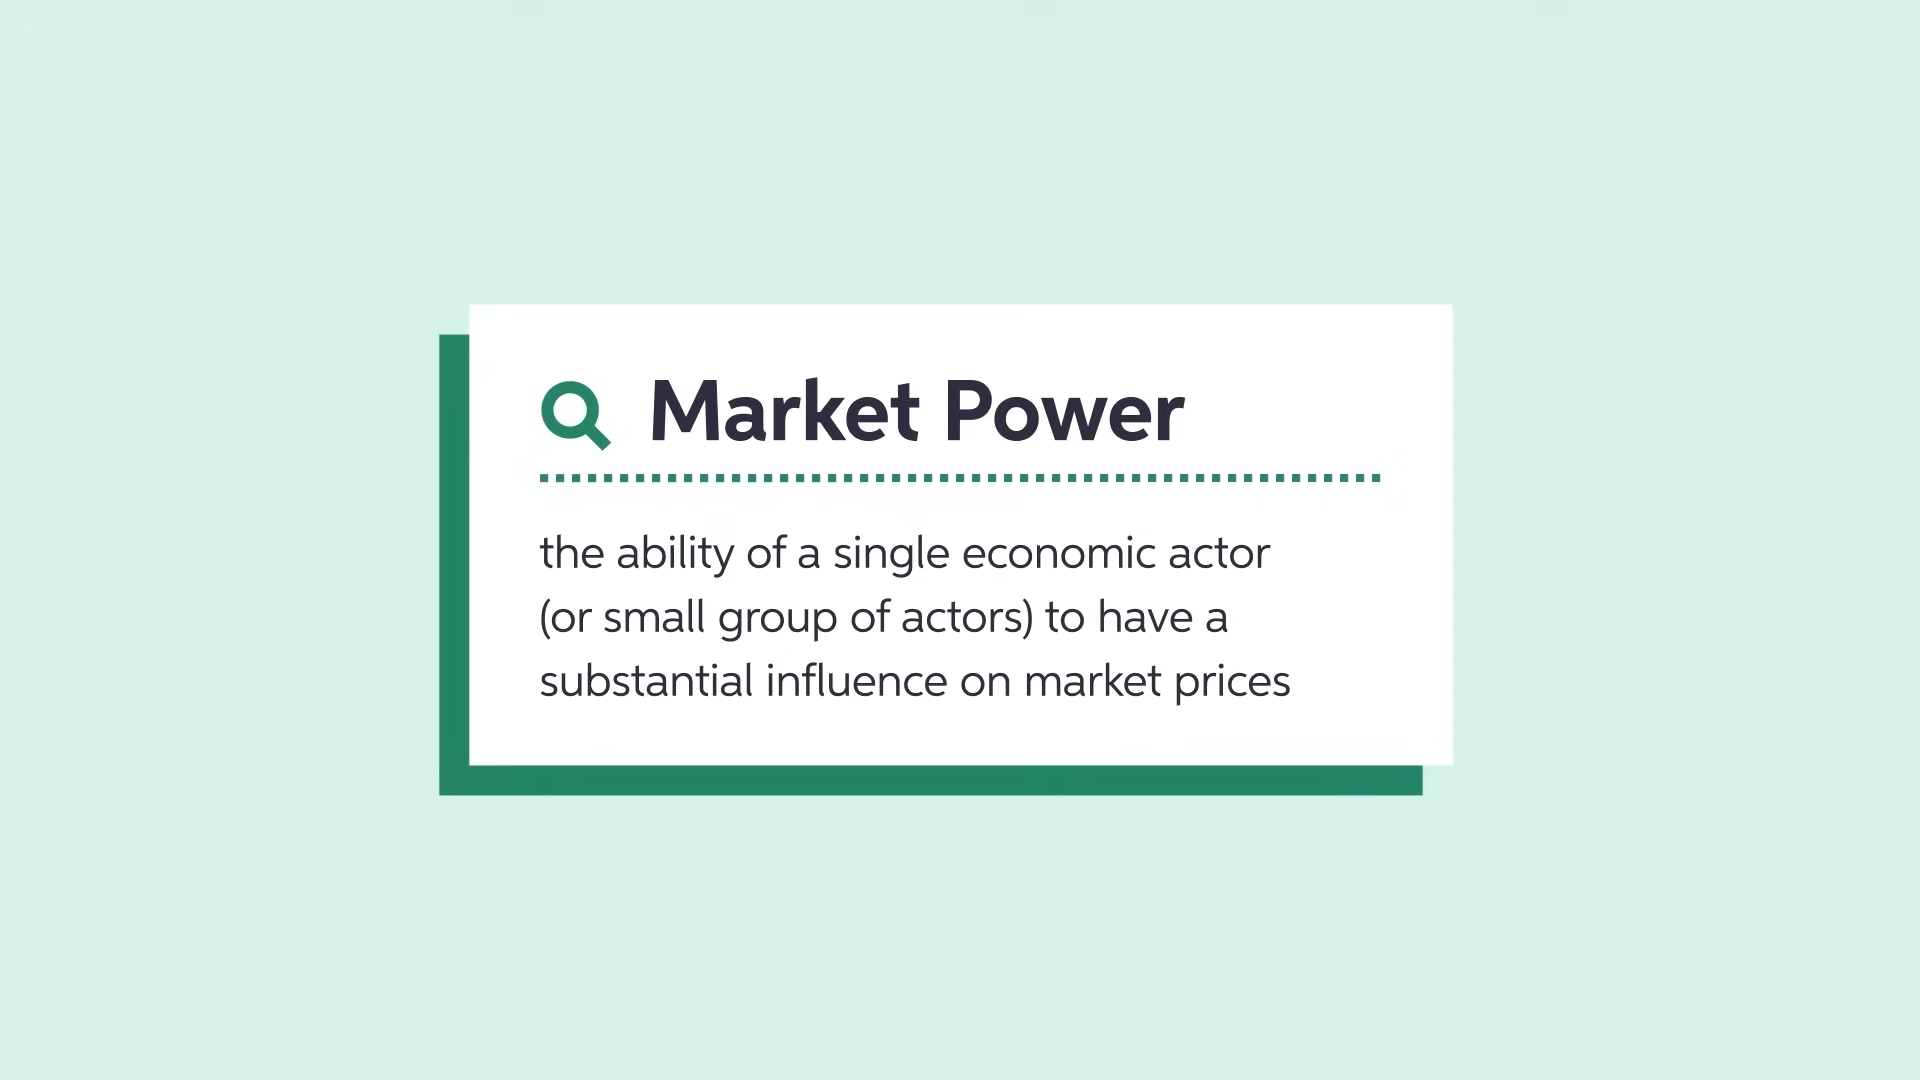 Market Power
the ability of a single economic actor
(or small group of actors) to have a
substantial influence on market prices